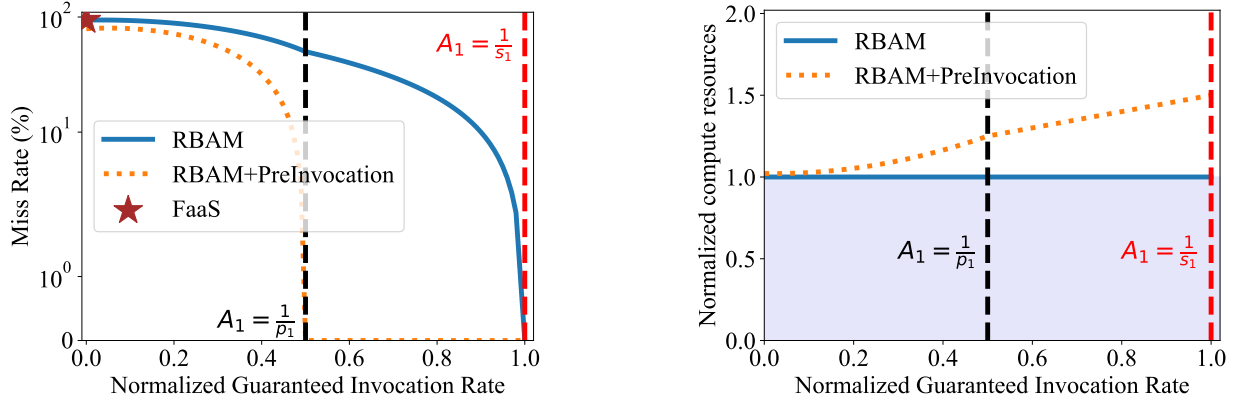 10²
10¹
10⁰
0
Miss Rate (%)
RBAM
RBAM+PreInvocation
FaaS
A₁ = 1/p₁
A₁ = 1/s₁
0.0 0.2 0.4 0.6 0.8 1.0
Normalized Guaranteed Invocation Rate
2.0
1.5
1.0
0.5
0.0
Normalized compute resources
RBAM
RBAM+PreInvocation
A₁ = 1/p₁
A₁ = 1/s₁
0.0 0.2 0.4 0.6 0.8 1.0
Normalized Guaranteed Invocation Rate